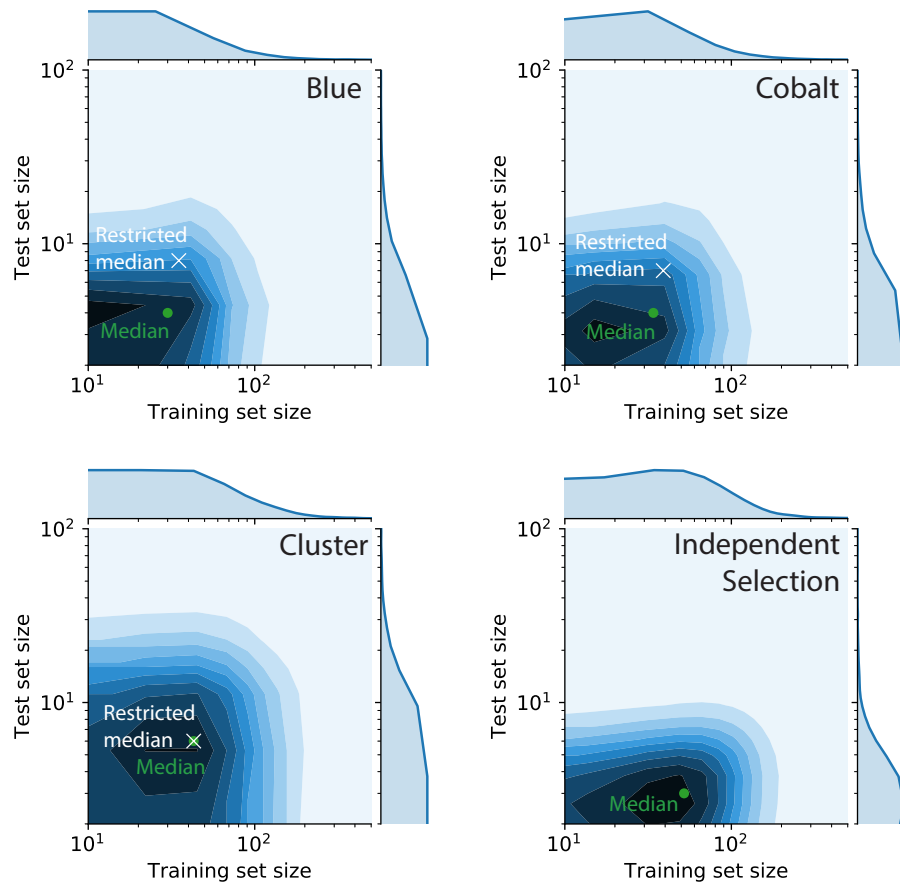 Blue
10²
10¹
Test set size
Restricted
median
Median
10¹
10²
Training set size
Cobalt
10²
10¹
Test set size
Restricted
median
Median
10¹
10²
Training set size
Cluster
10²
10¹
Test set size
Restricted
median
Median
10¹
10²
Training set size
Independent
Selection
10²
10¹
Test set size
Median
10¹
10²
Training set size